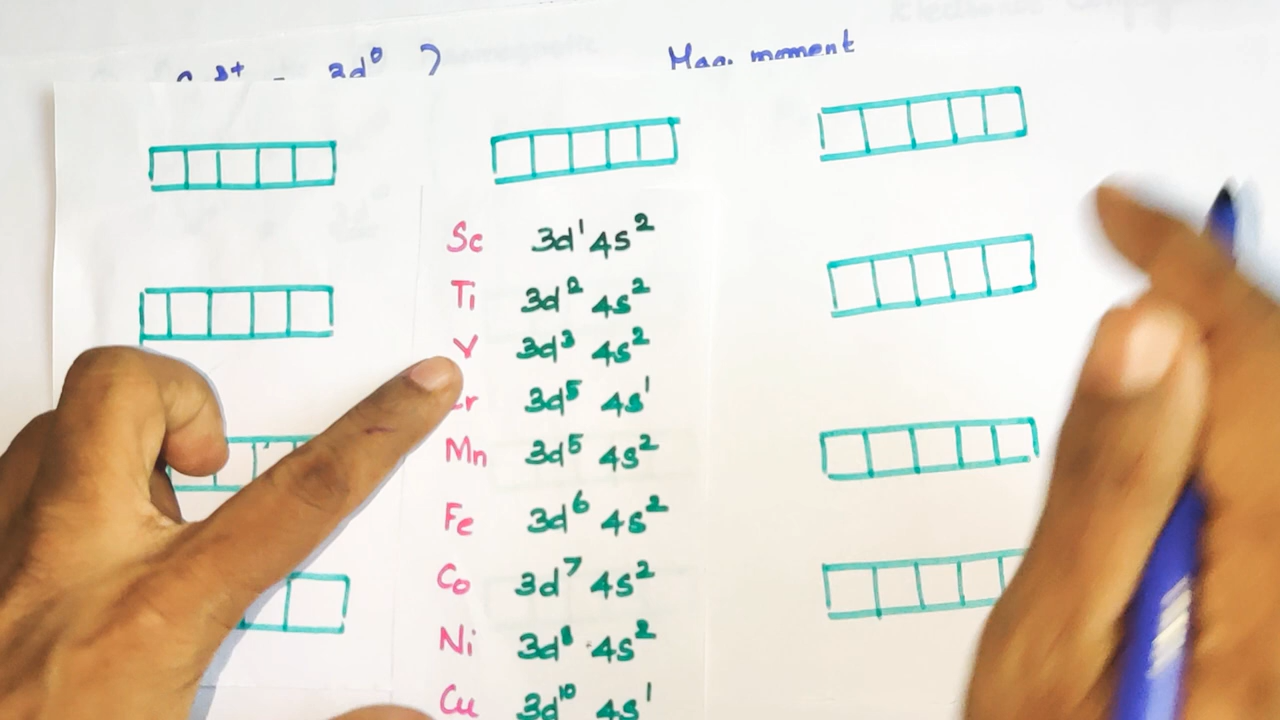 3d⁰ Mag. moment
Sc 3d¹ 4s²
Ti 3d² 4s²
V 3d³ 4s²
3d⁵ 4s¹
Mn 3d⁵ 4s²
Fe 3d⁶ 4s²
Co 3d⁷ 4s²
Ni 3d⁸ 4s²
Cu 3d¹⁰ 4s¹